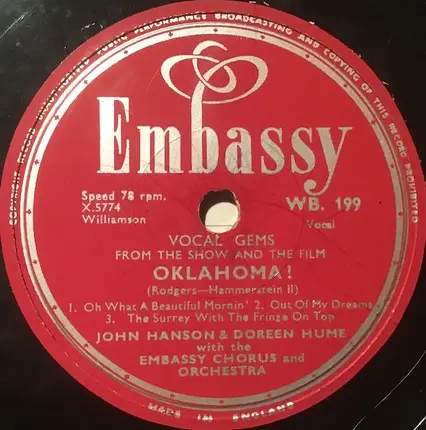 COPYRIGHT
PUBLIC PERFORMANCE BROADCASTING AND COPYING OF THIS RECORD PROHIBITED
Embassy
Speed 78 rpm.
X.5774
Williamson
WB. 199
Vocal
VOCAL GEMS
FROM THE SHOW AND THE FILM
OKLAHOMA!
(Rodgers—Hammerstein II)
1. Oh What A Beautiful Mornin' 2. Out Of My Dreams
3. The Surrey With The Fringe On Top
JOHN HANSON & DOREEN HUME
with the
EMBASSY CHORUS and
ORCHESTRA
MADE IN ENGLAND